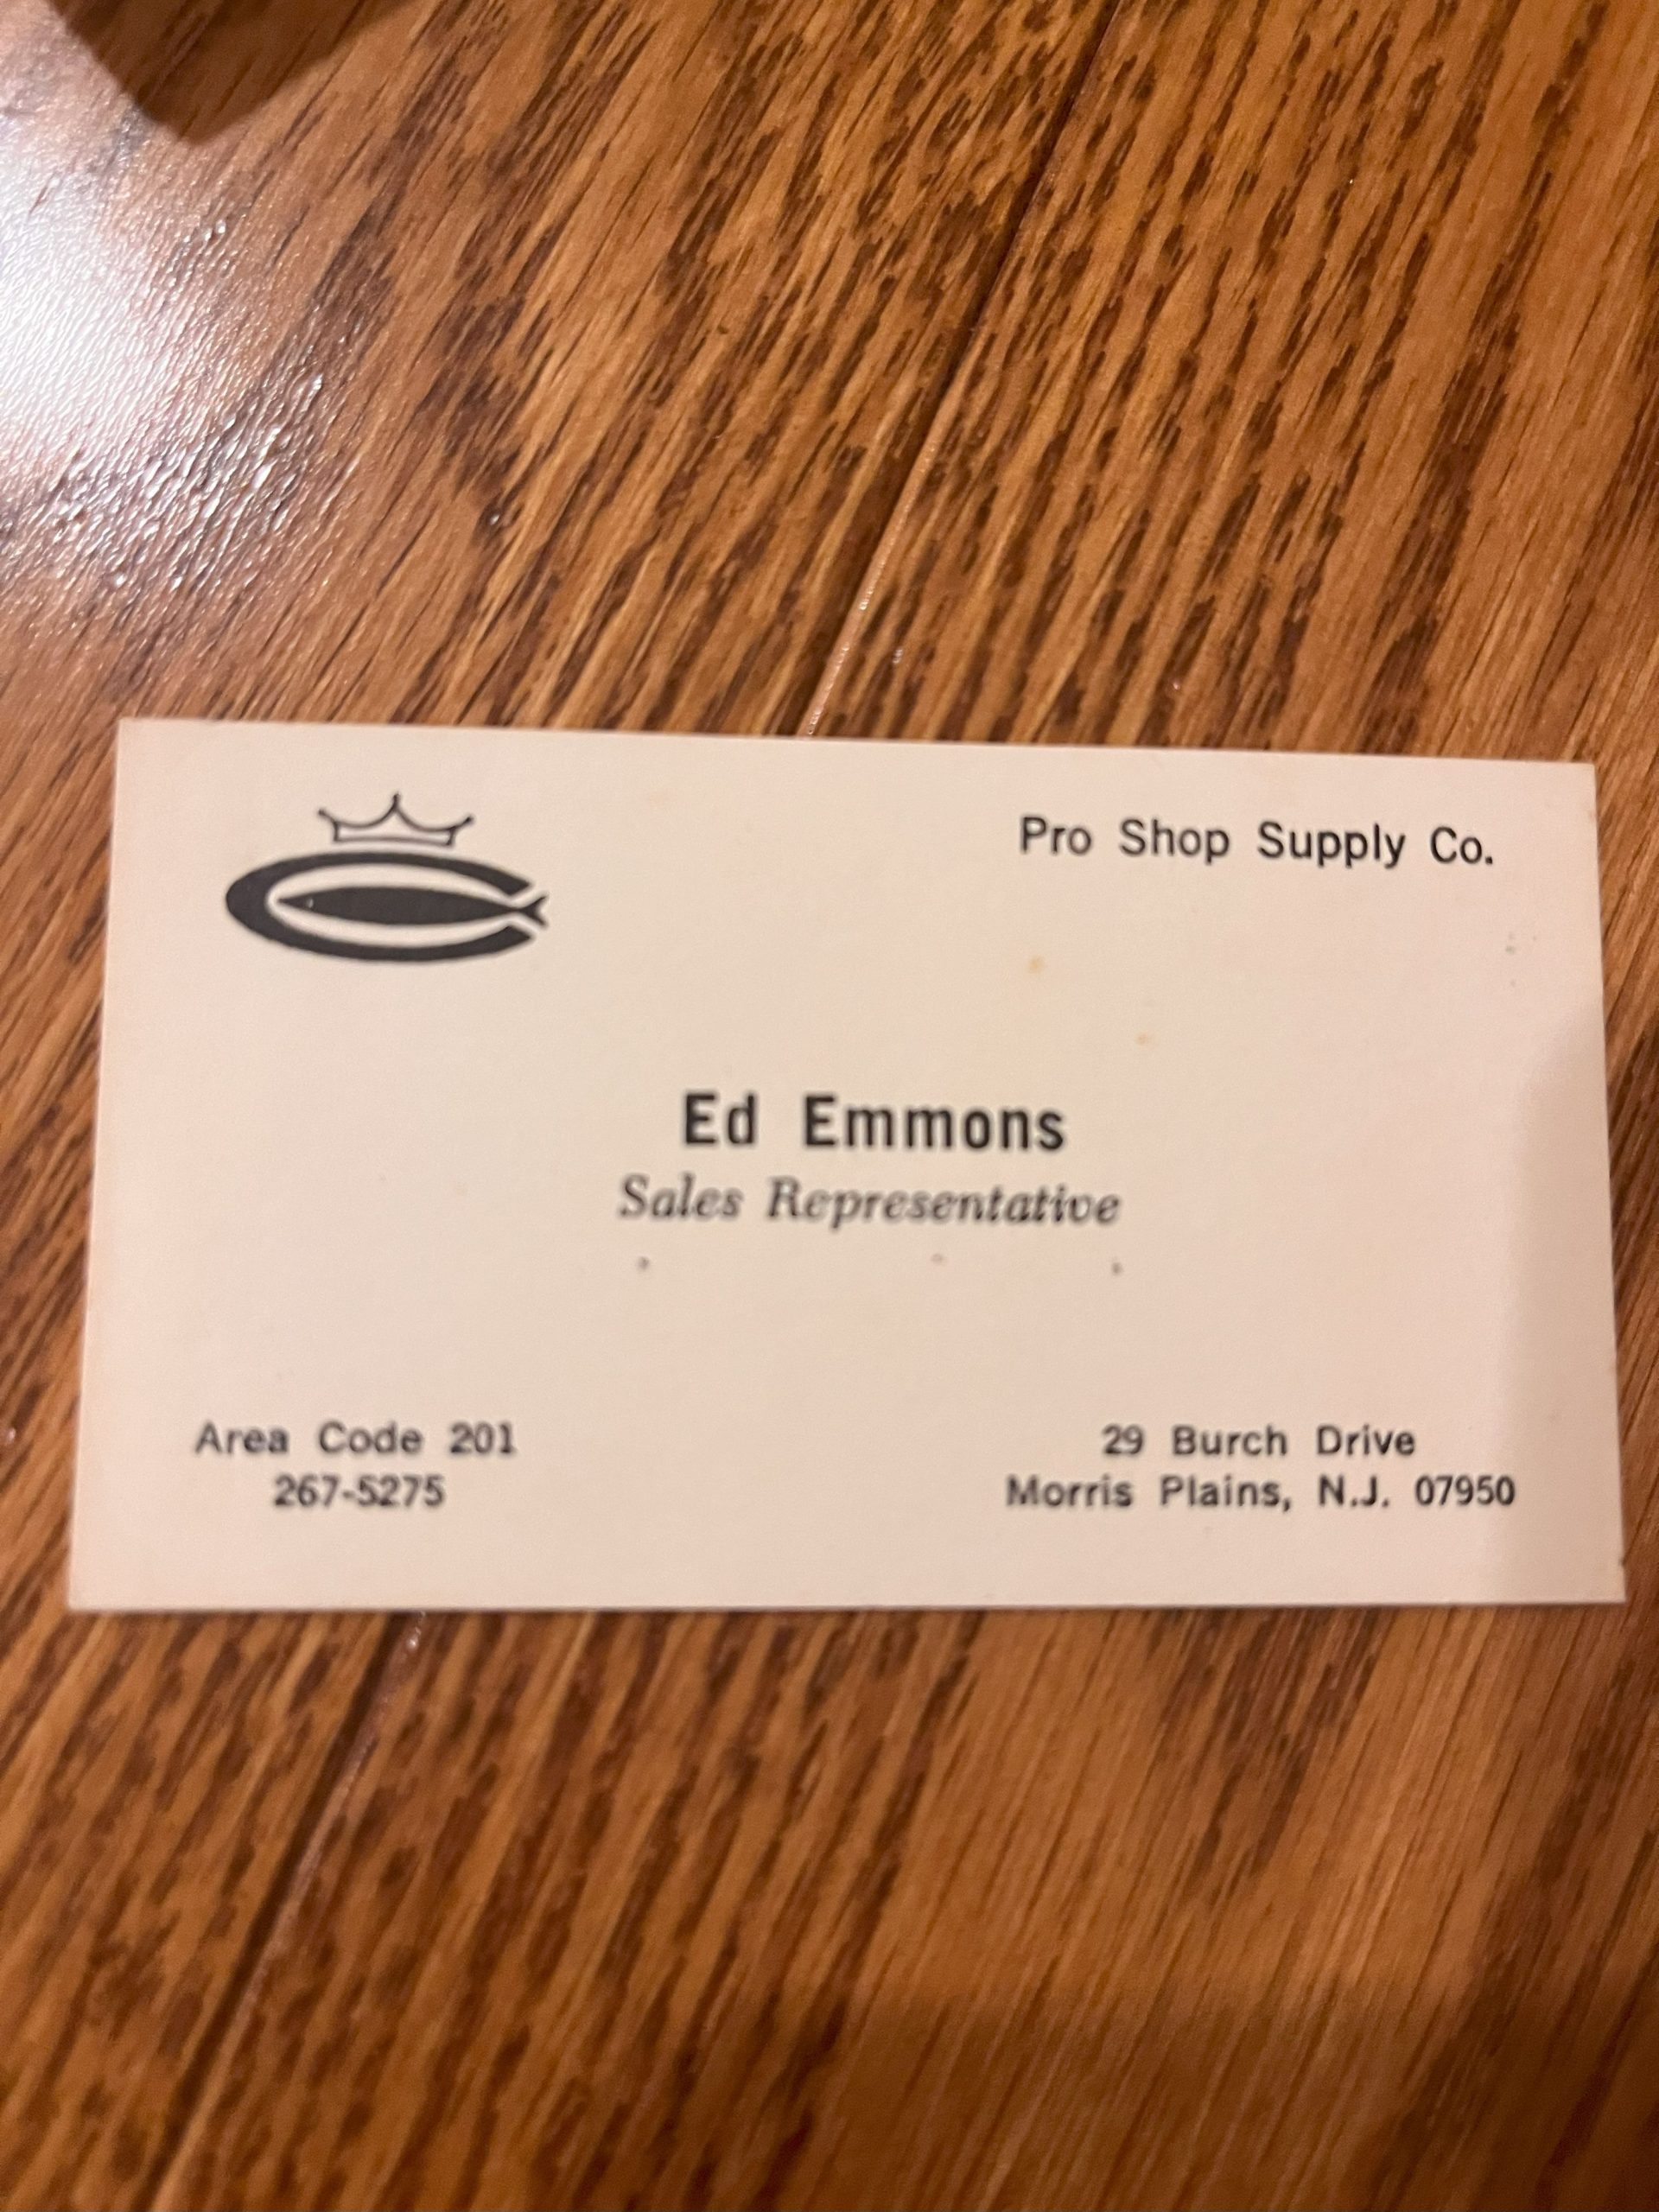 Pro Shop Supply Co.
Ed Emmons
Sales Representative
Area Code 201
267-5275
29 Burch Drive
Morris Plains, N.J. 07950